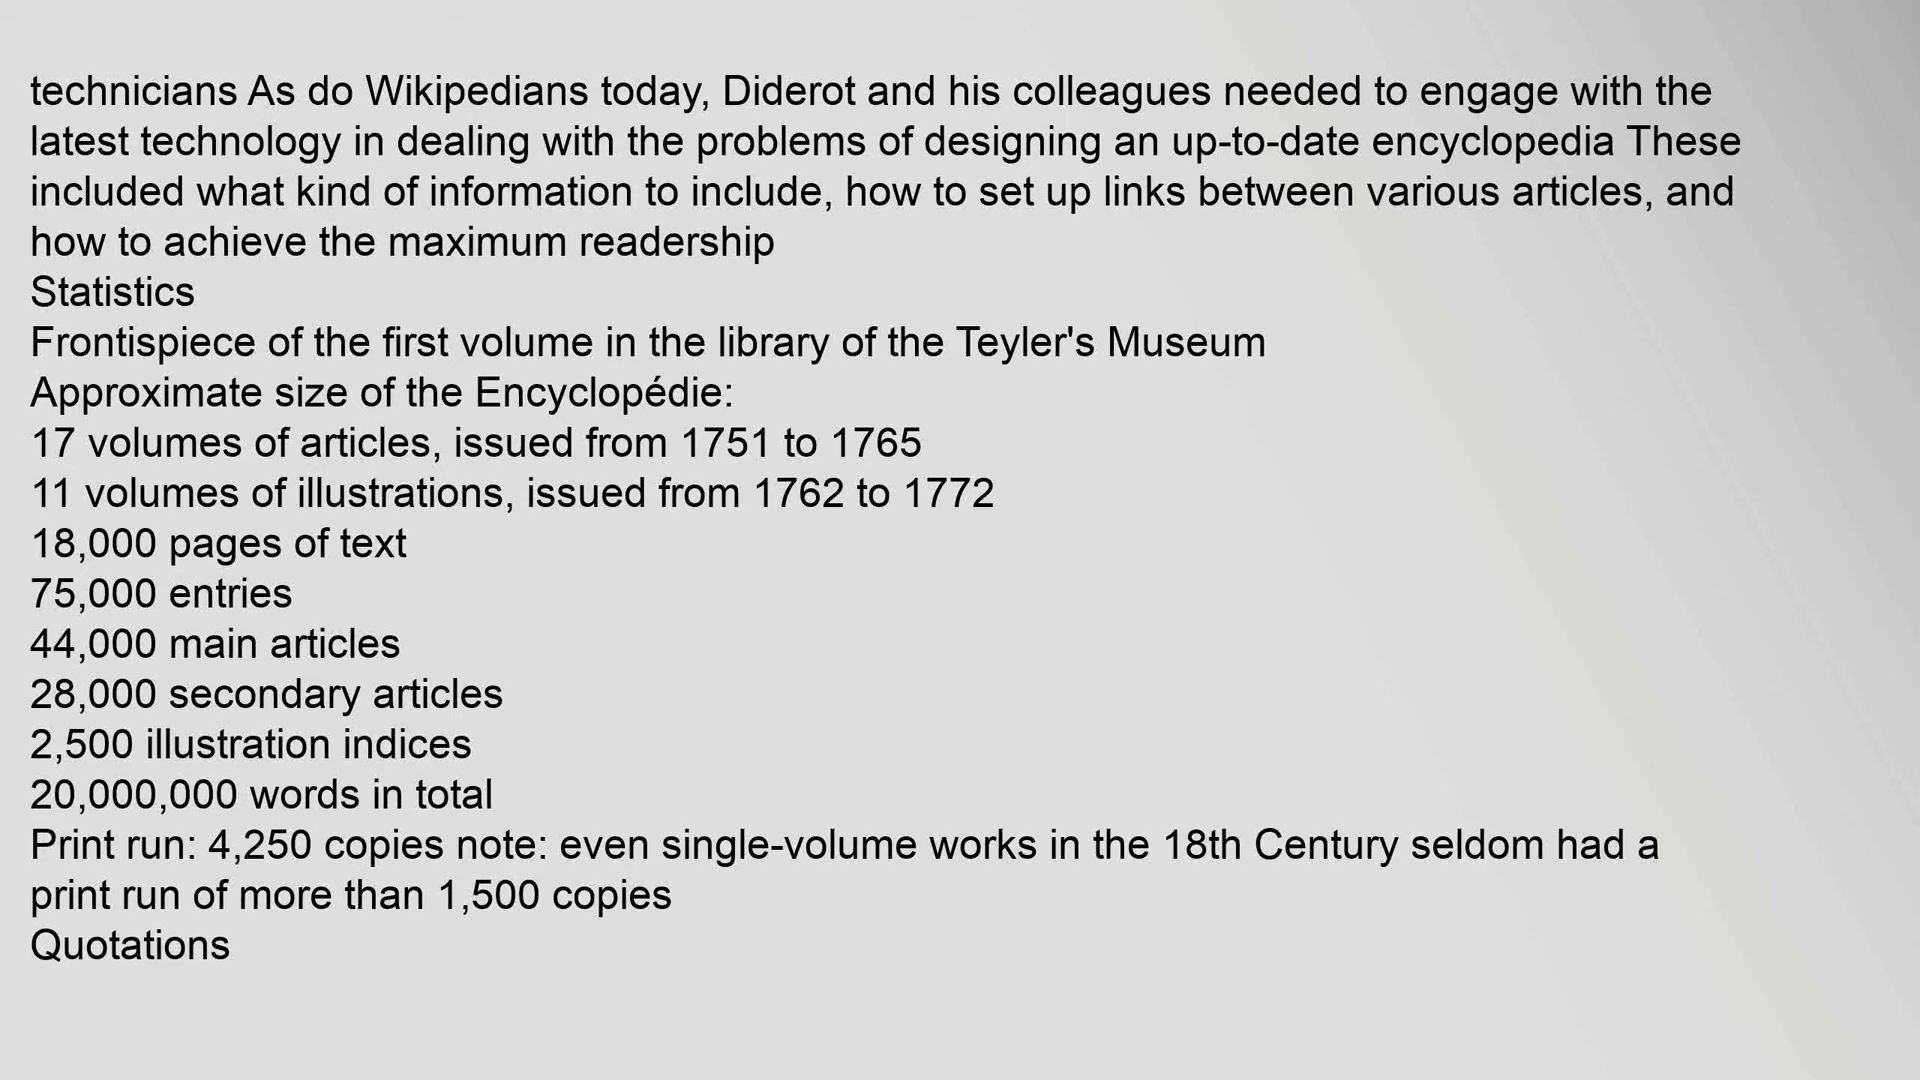 technicians As do Wikipedians today, Diderot and his colleagues needed to engage with the
latest technology in dealing with the problems of designing an up-to-date encyclopedia These
included what kind of information to include, how to set up links between various articles, and
how to achieve the maximum readership
Statistics
Frontispiece of the first volume in the library of the Teyler's Museum
Approximate size of the Encyclopédie:
17 volumes of articles, issued from 1751 to 1765
11 volumes of illustrations, issued from 1762 to 1772
18,000 pages of text
75,000 entries
44,000 main articles
28,000 secondary articles
2,500 illustration indices
20,000,000 words in total
Print run: 4,250 copies note: even single-volume works in the 18th Century seldom had a
print run of more than 1,500 copies
Quotations